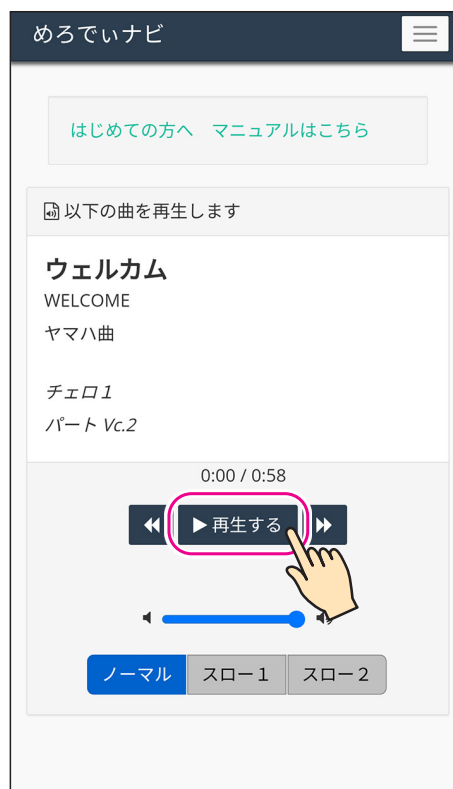 めろでぃナビ
はじめての方へ　マニュアルはこちら
以下の曲を再生します
ウェルカム
WELCOME
ヤマハ曲
チェロ１
パート Vc.2
0:00 / 0:58
再生する
ノーマル　スロー１　スロー２